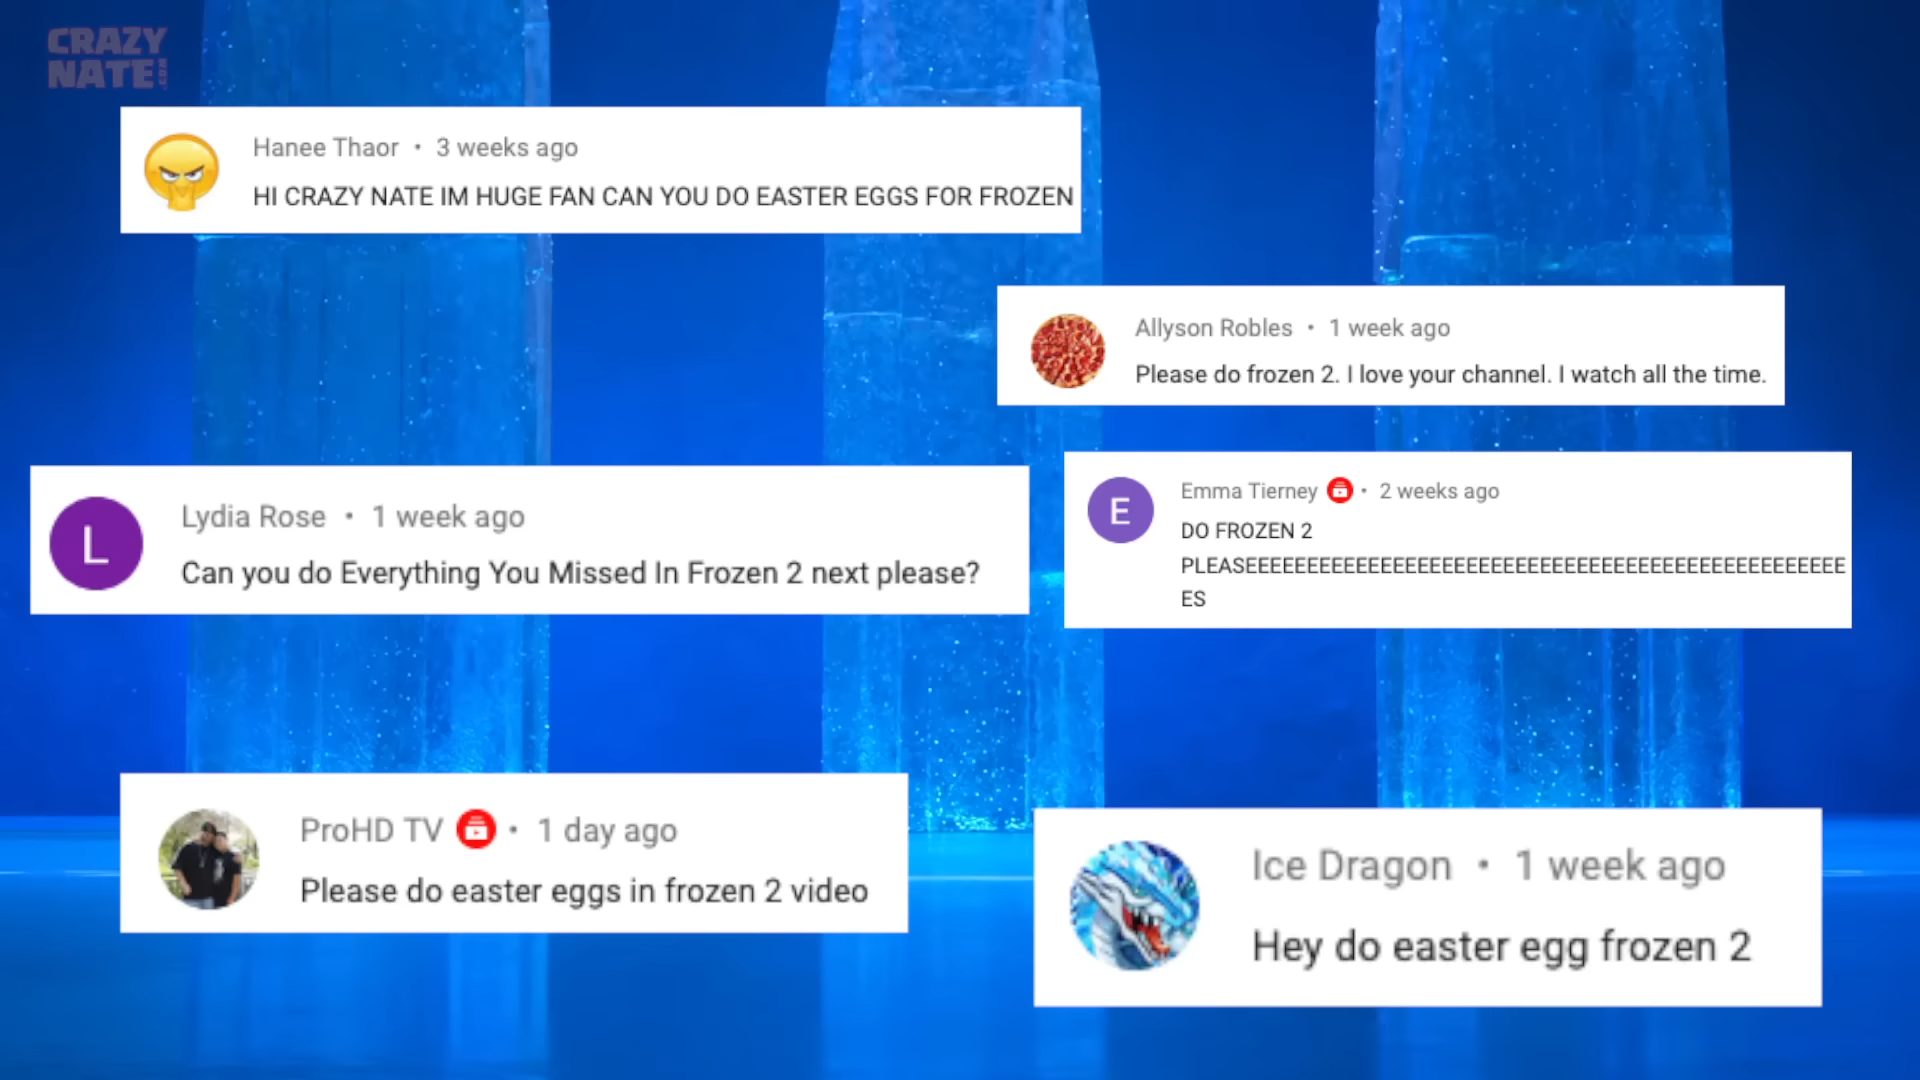 CRAZY
NATE.COM
Hanee Thaor • 3 weeks ago
HI CRAZY NATE IM HUGE FAN CAN YOU DO EASTER EGGS FOR FROZEN
Allyson Robles • 1 week ago
Please do frozen 2. I love your channel. I watch all the time.
L
Lydia Rose • 1 week ago
Can you do Everything You Missed In Frozen 2 next please?
E
Emma Tierney • 2 weeks ago
DO FROZEN 2
PLEASEEEEEEEEEEEEEEEEEEEEEEEEEEEEEEEEEEEEEEEEEEEEEEEEE
ES
ProHD TV • 1 day ago
Please do easter eggs in frozen 2 video
Ice Dragon • 1 week ago
Hey do easter egg frozen 2